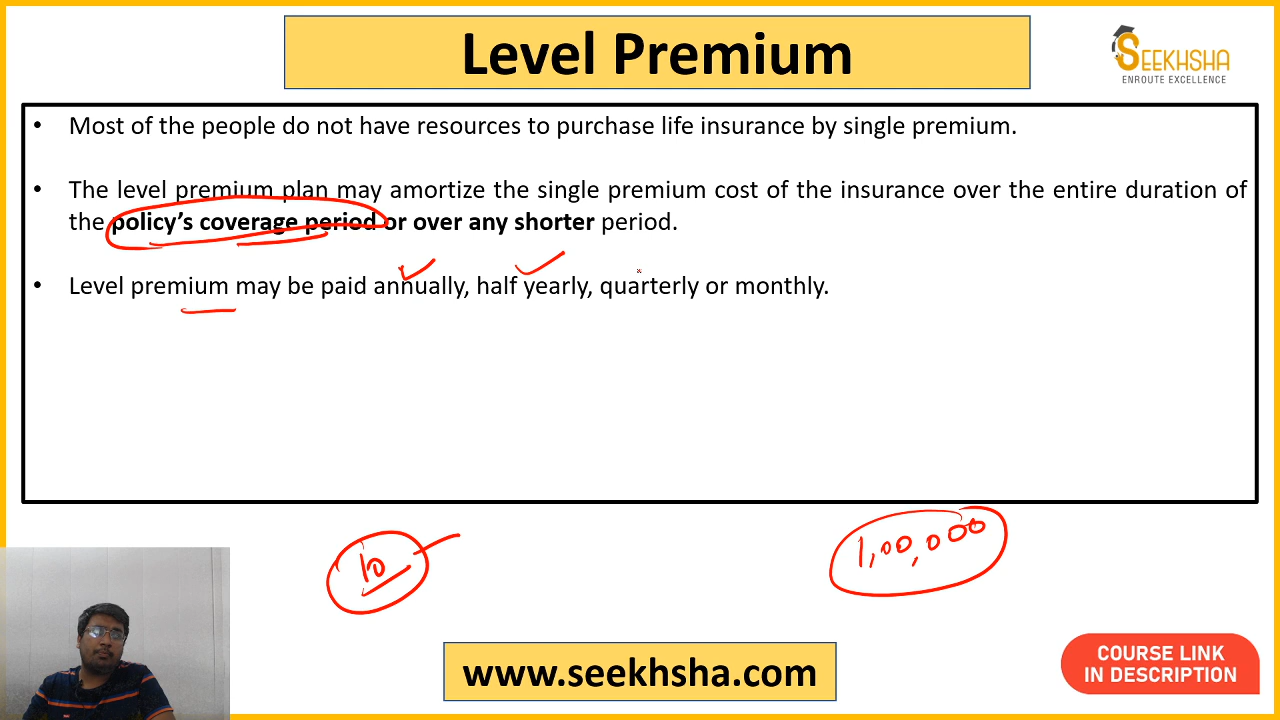 Level Premium
SEEKHSHA
ENROUTE EXCELLENCE
• Most of the people do not have resources to purchase life insurance by single premium.
• The level premium plan may amortize the single premium cost of the insurance over the entire duration of
the policy's coverage period or over any shorter period.
• Level premium may be paid annually, half yearly, quarterly or monthly.
10
1,00,000
www.seekhsha.com
COURSE LINK
IN DESCRIPTION